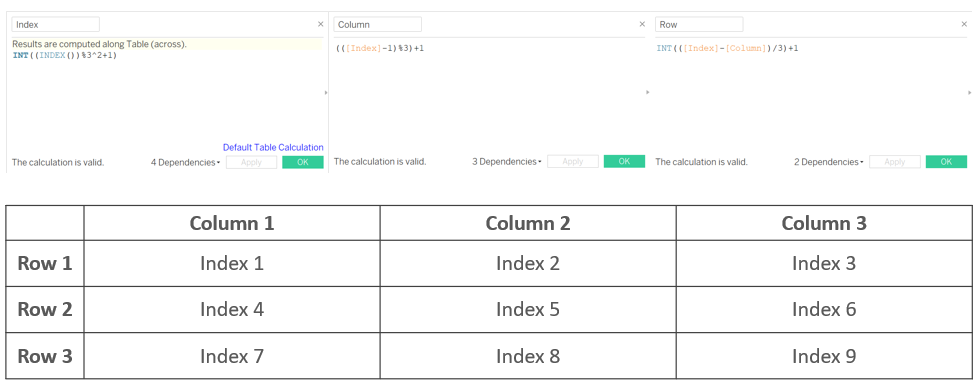 Index × Column × Row ×
Results are computed along Table (across).
INT((INDEX())%3^2+1) (([Index]-1)%3)+1 INT(([Index]-[Column])/3)+1
Default Table Calculation
The calculation is valid. 4 Dependencies Apply OK The calculation is valid. 3 Dependencies Apply OK The calculation is valid. 2 Dependencies Apply OK
Column 1 Column 2 Column 3
Row 1 Index 1 Index 2 Index 3
Row 2 Index 4 Index 5 Index 6
Row 3 Index 7 Index 8 Index 9